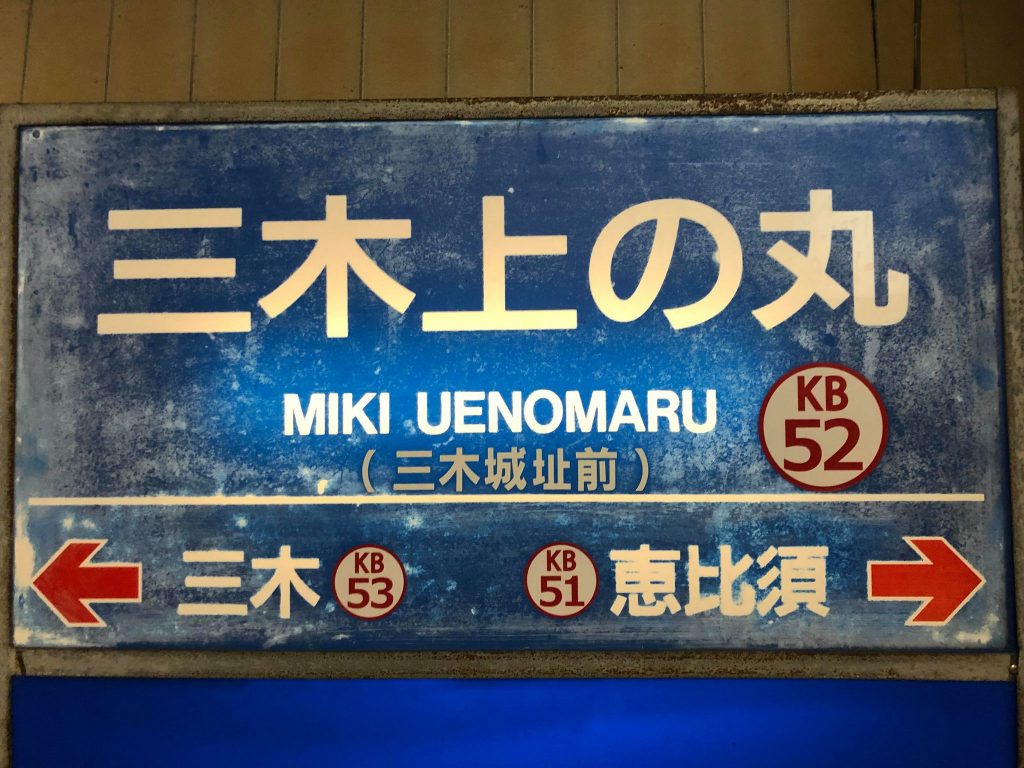 三木上の丸
MIKI UENOMARU
(三木城址前)
KB
52
三木 KB 53 KB 51 恵比須